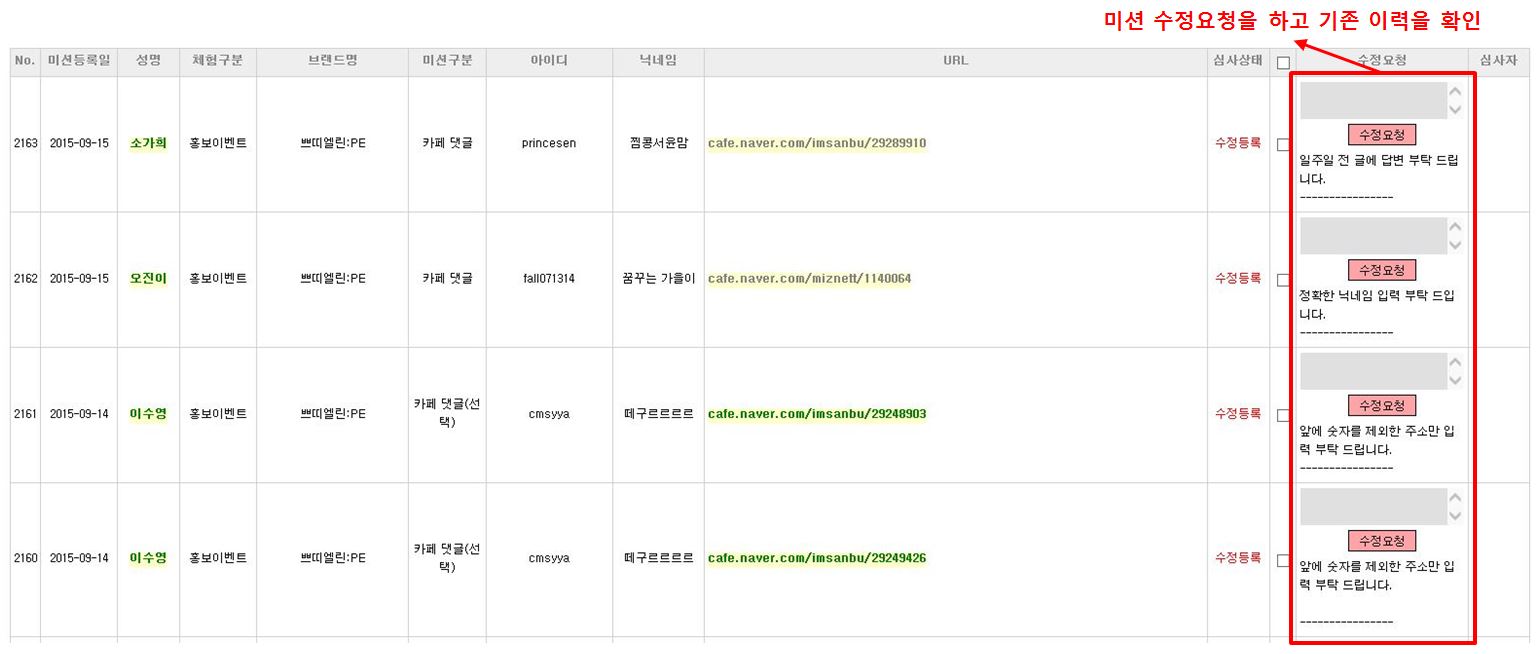 미션 수정요청을 하고 기존 이력을 확인
No. 미션등록일 성명 체험구분 브랜드명 미션구분 아이디 닉네임 URL 심사상태 수정요청 심사자
2163 2015-09-15 소가희 홍보이벤트 쁘띠엘린:PE 카페 댓글 princesen 찜콩서윤맘 cafe.naver.com/imsanbu/29289910 수정등록
수정요청
일주일 전 글에 답변 부탁 드립
니다.
----------------
2162 2015-09-15 오진이 홍보이벤트 쁘띠엘린:PE 카페 댓글 fall071314 꿈꾸는 가을이 cafe.naver.com/miznett/1140064 수정등록
수정요청
정확한 닉네임 입력 부탁 드입
니다.
----------------
2161 2015-09-14 이수영 홍보이벤트 쁘띠엘린:PE 카페 댓글(선
택) cmsyya 떼구르르르르 cafe.naver.com/imsanbu/29248903 수정등록
수정요청
앞에 숫자를 제외한 주소만 입
력 부탁 드립니다.
----------------
2160 2015-09-14 이수영 홍보이벤트 쁘띠엘린:PE 카페 댓글(선
택) cmsyya 떼구르르르르 cafe.naver.com/imsanbu/29249426 수정등록
수정요청
앞에 숫자를 제외한 주소만 입
력 부탁 드립니다.
----------------